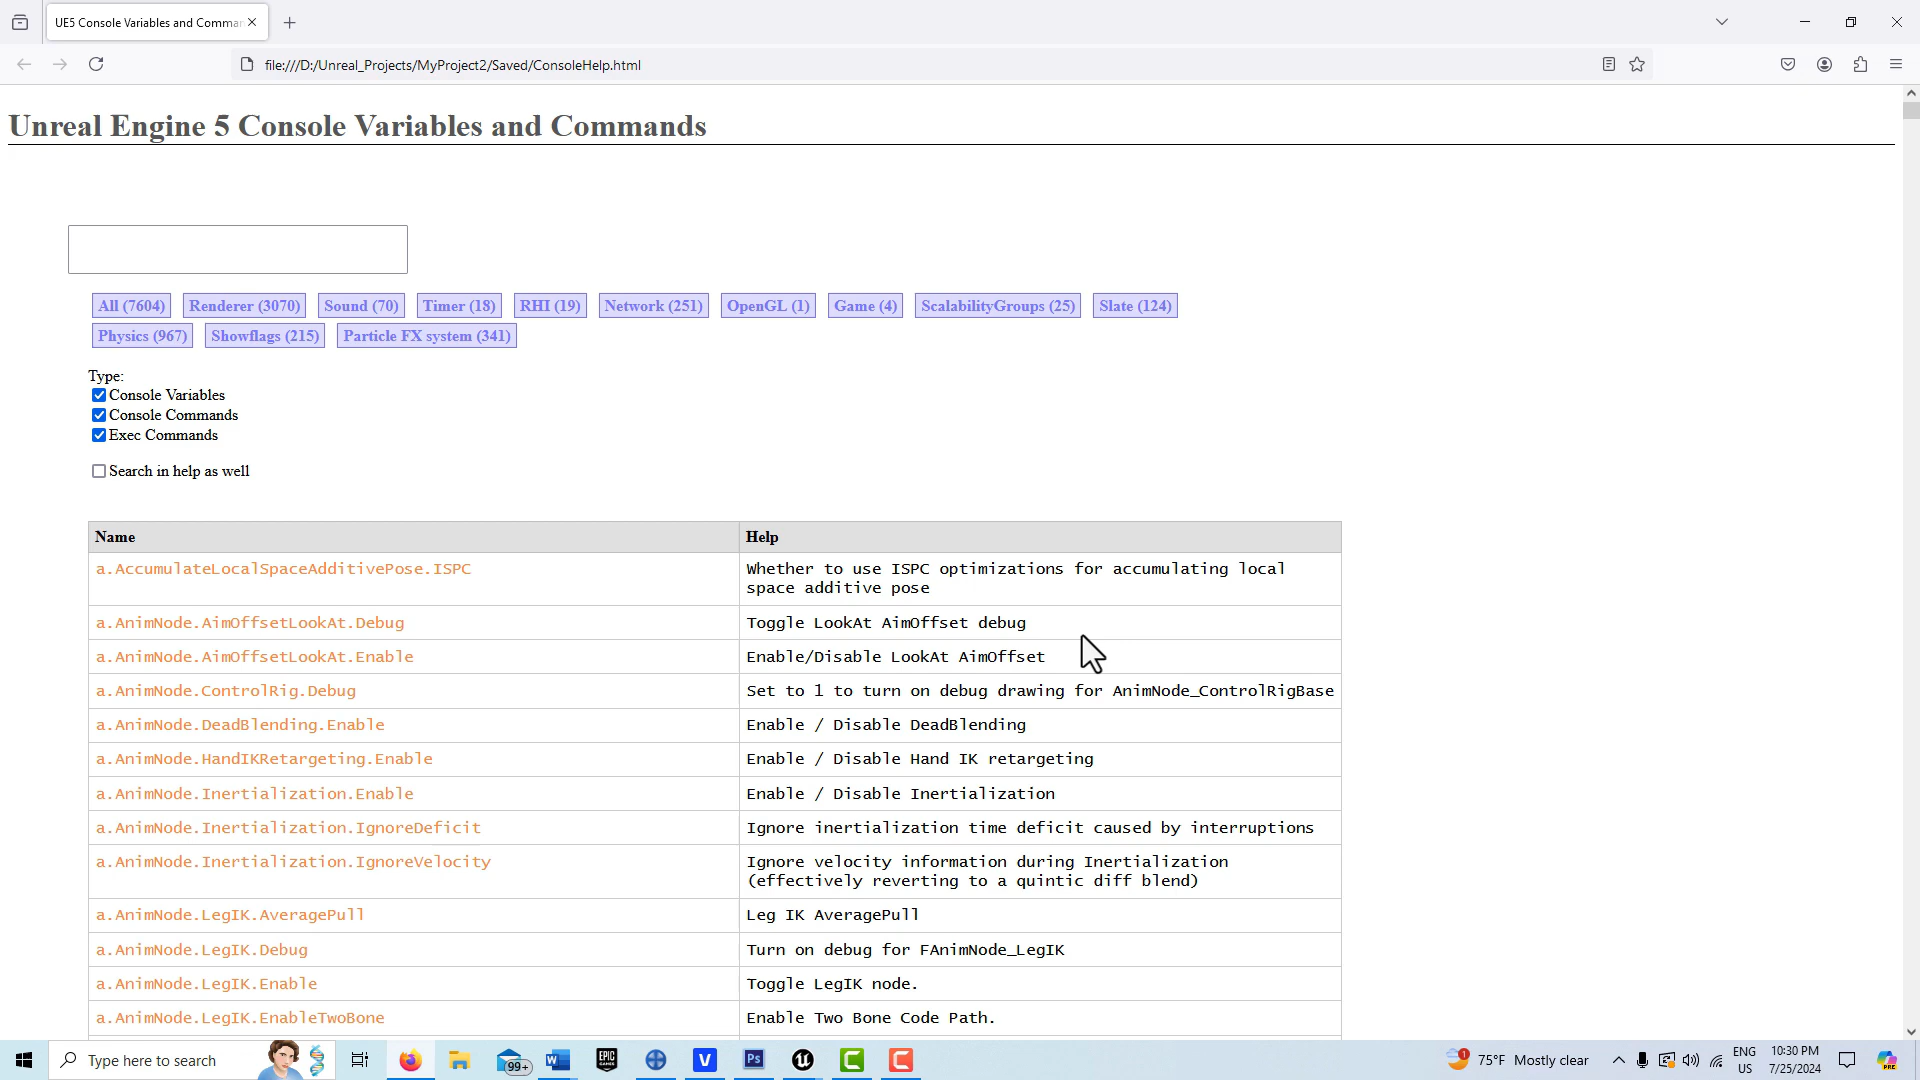 UE5 Console Variables and Comma
file:///D:/Unreal_Projects/MyProject2/Saved/ConsoleHelp.html
Unreal Engine 5 Console Variables and Commands
All (7604) Renderer (3070) Sound (70) Timer (18) RHI (19) Network (251) OpenGL (1) Game (4) ScalabilityGroups (25) Slate (124)
Physics (967) Showflags (215) Particle FX system (341)
Type:
Console Variables
Console Commands
Exec Commands
Search in help as well
Name Help
a.AccumulateLocalSpaceAdditivePose.ISPC Whether to use ISPC optimizations for accumulating local
space additive pose
a.AnimNode.AimOffsetLookAt.Debug Toggle LookAt AimOffset debug
a.AnimNode.AimOffsetLookAt.Enable Enable/Disable LookAt AimOffset
a.AnimNode.ControlRig.Debug Set to 1 to turn on debug drawing for AnimNode_ControlRigBase
a.AnimNode.DeadBlending.Enable Enable / Disable DeadBlending
a.AnimNode.HandIKRetargeting.Enable Enable / Disable Hand IK retargeting
a.AnimNode.Inertialization.Enable Enable / Disable Inertialization
a.AnimNode.Inertialization.IgnoreDeficit Ignore inertialization time deficit caused by interruptions
a.AnimNode.Inertialization.IgnoreVelocity Ignore velocity information during Inertialization
(effectively reverting to a quintic diff blend)
a.AnimNode.LegIK.AveragePull Leg IK AveragePull
a.AnimNode.LegIK.Debug Turn on debug for FAnimNode_LegIK
a.AnimNode.LegIK.Enable Toggle LegIK node.
a.AnimNode.LegIK.EnableTwoBone Enable Two Bone Code Path.
Type here to search 99+ W EPIC GAMES V Ps 1 75°F Mostly clear ENG 10:30 PM
US 7/25/2024 PRE